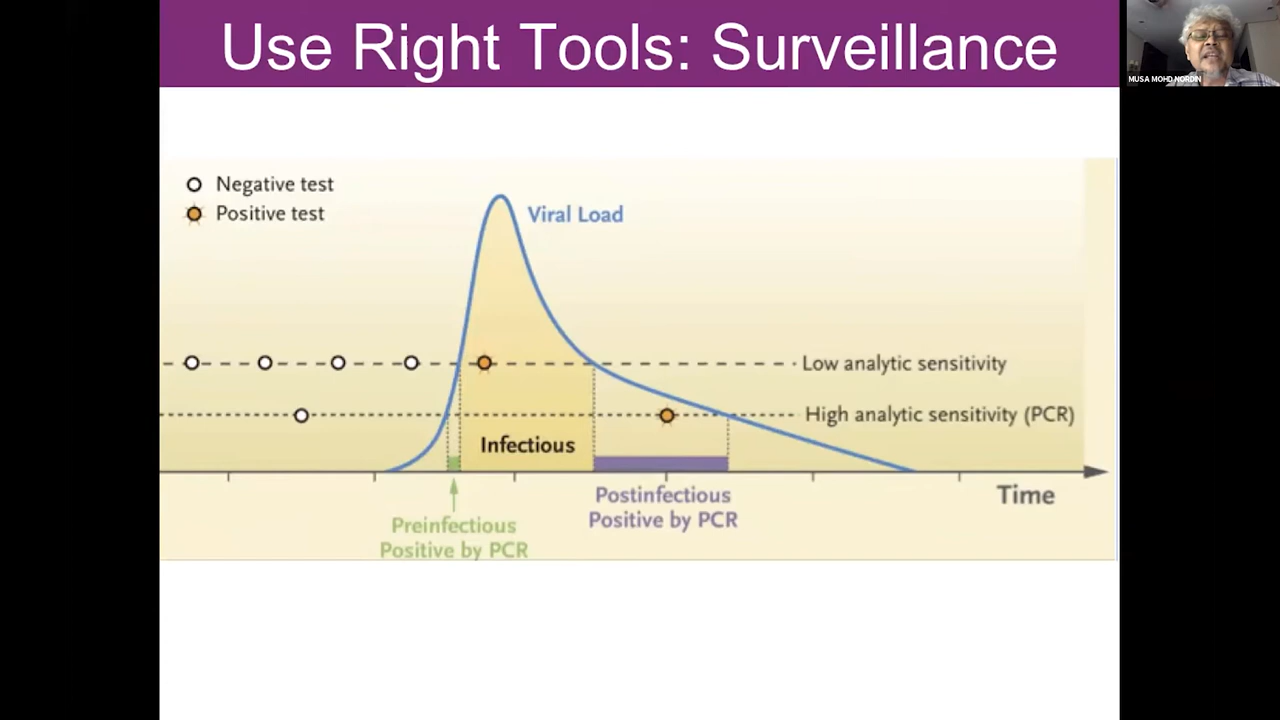 Use Right Tools: Surveillance
MUSA MOHD NORDIN
Negative test
Positive test
Viral Load
Low analytic sensitivity
High analytic sensitivity (PCR)
Infectious
Time
Postinfectious
Positive by PCR
Preinfectious
Positive by PCR